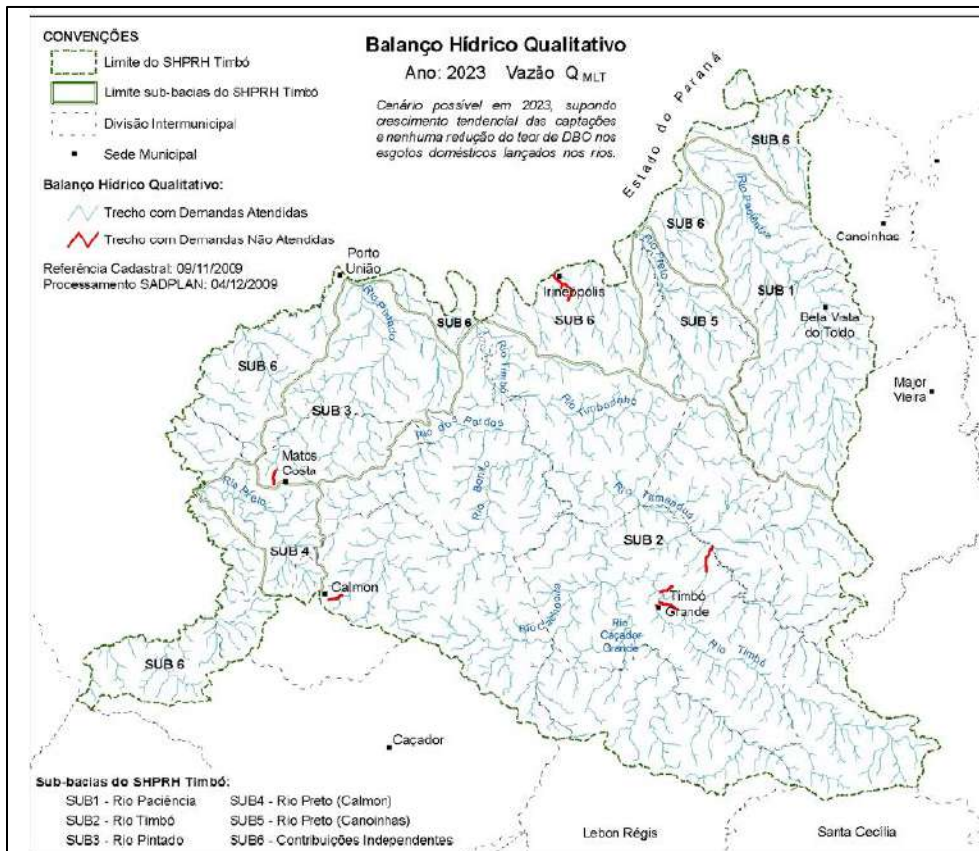 CONVENÇÕES
Limite do SHPRH Timbó
Limite sub-bacias do SHPRH Timbó
Divisão Intermunicipal
Sede Municipal
Balanço Hídrico Qualitativo:
Trecho com Demandas Atendidas
Trecho com Demandas Não Atendidas
Referência Cadastral: 09/11/2009
Processamento SADPLAN: 04/12/2009
Balanço Hídrico Qualitativo
Ano: 2023 Vazão Q MLT
Cenário possível em 2023, supondo
crescimento tendencial das captações
e nenhuma redução do teor de DBO nos
esgotos domésticos lançados nos rios.
Estado do Paraná
SUB 6
Rio Paciência
Canoinhas
SUB 6
Rio Preto
Porto
União
Irineópolis
SUB 1
Rio Pintado
SUB 6
SUB 6
SUB 5
Bela Vista
do Toldo
Rio Timbó
SUB 6
Major
Vieira
SUB 3
Rio Timbozinho
Rio dos Pardos
Matos
Costa
Rio Preto
Rio Bonito
Rio Tamanduá
SUB 4
SUB 2
Calmon
Timbó
Grande
Rio Cachoeira
Rio
Caçador
Grande
Rio Timbó
SUB 6
Caçador
Sub-bacias do SHPRH Timbó:
SUB1 - Rio Paciência
SUB2 - Rio Timbó
SUB3 - Rio Pintado
SUB4 - Rio Preto (Calmon)
SUB5 - Rio Preto (Canoinhas)
SUB6 - Contribuições Independentes
Lebon Régis
Santa Cecília